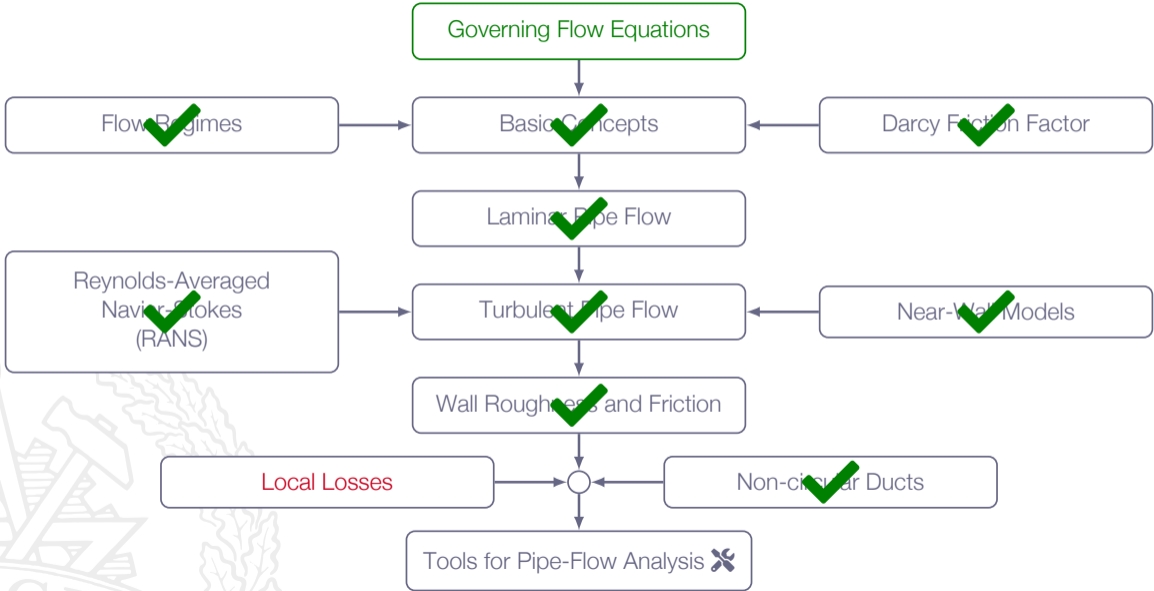 Governing Flow Equations
Flow Regimes
Basic Concepts
Darcy Friction Factor
Laminar Pipe Flow
Reynolds-Averaged
Navier-Stokes
(RANS)
Turbulent Pipe Flow
Near-Wall Models
Wall Roughness and Friction
Local Losses
Non-circular Ducts
Tools for Pipe-Flow Analysis